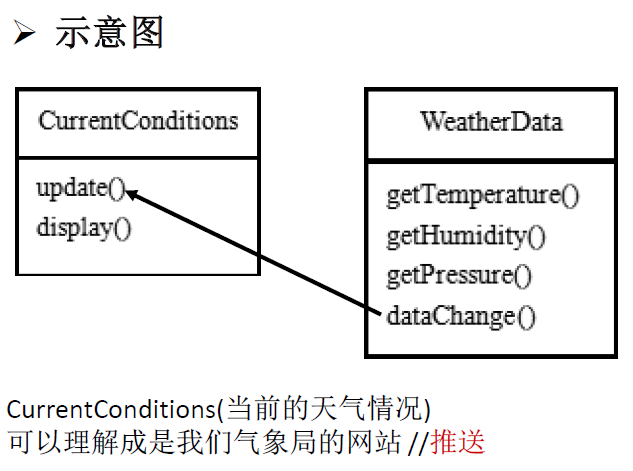 ➢ 示意图
CurrentConditions
update()
display()
WeatherData
getTemperature()
getHumidity()
getPressure()
dataChange()
CurrentConditions(当前的天气情况)
可以理解成是我们气象局的网站 //推送